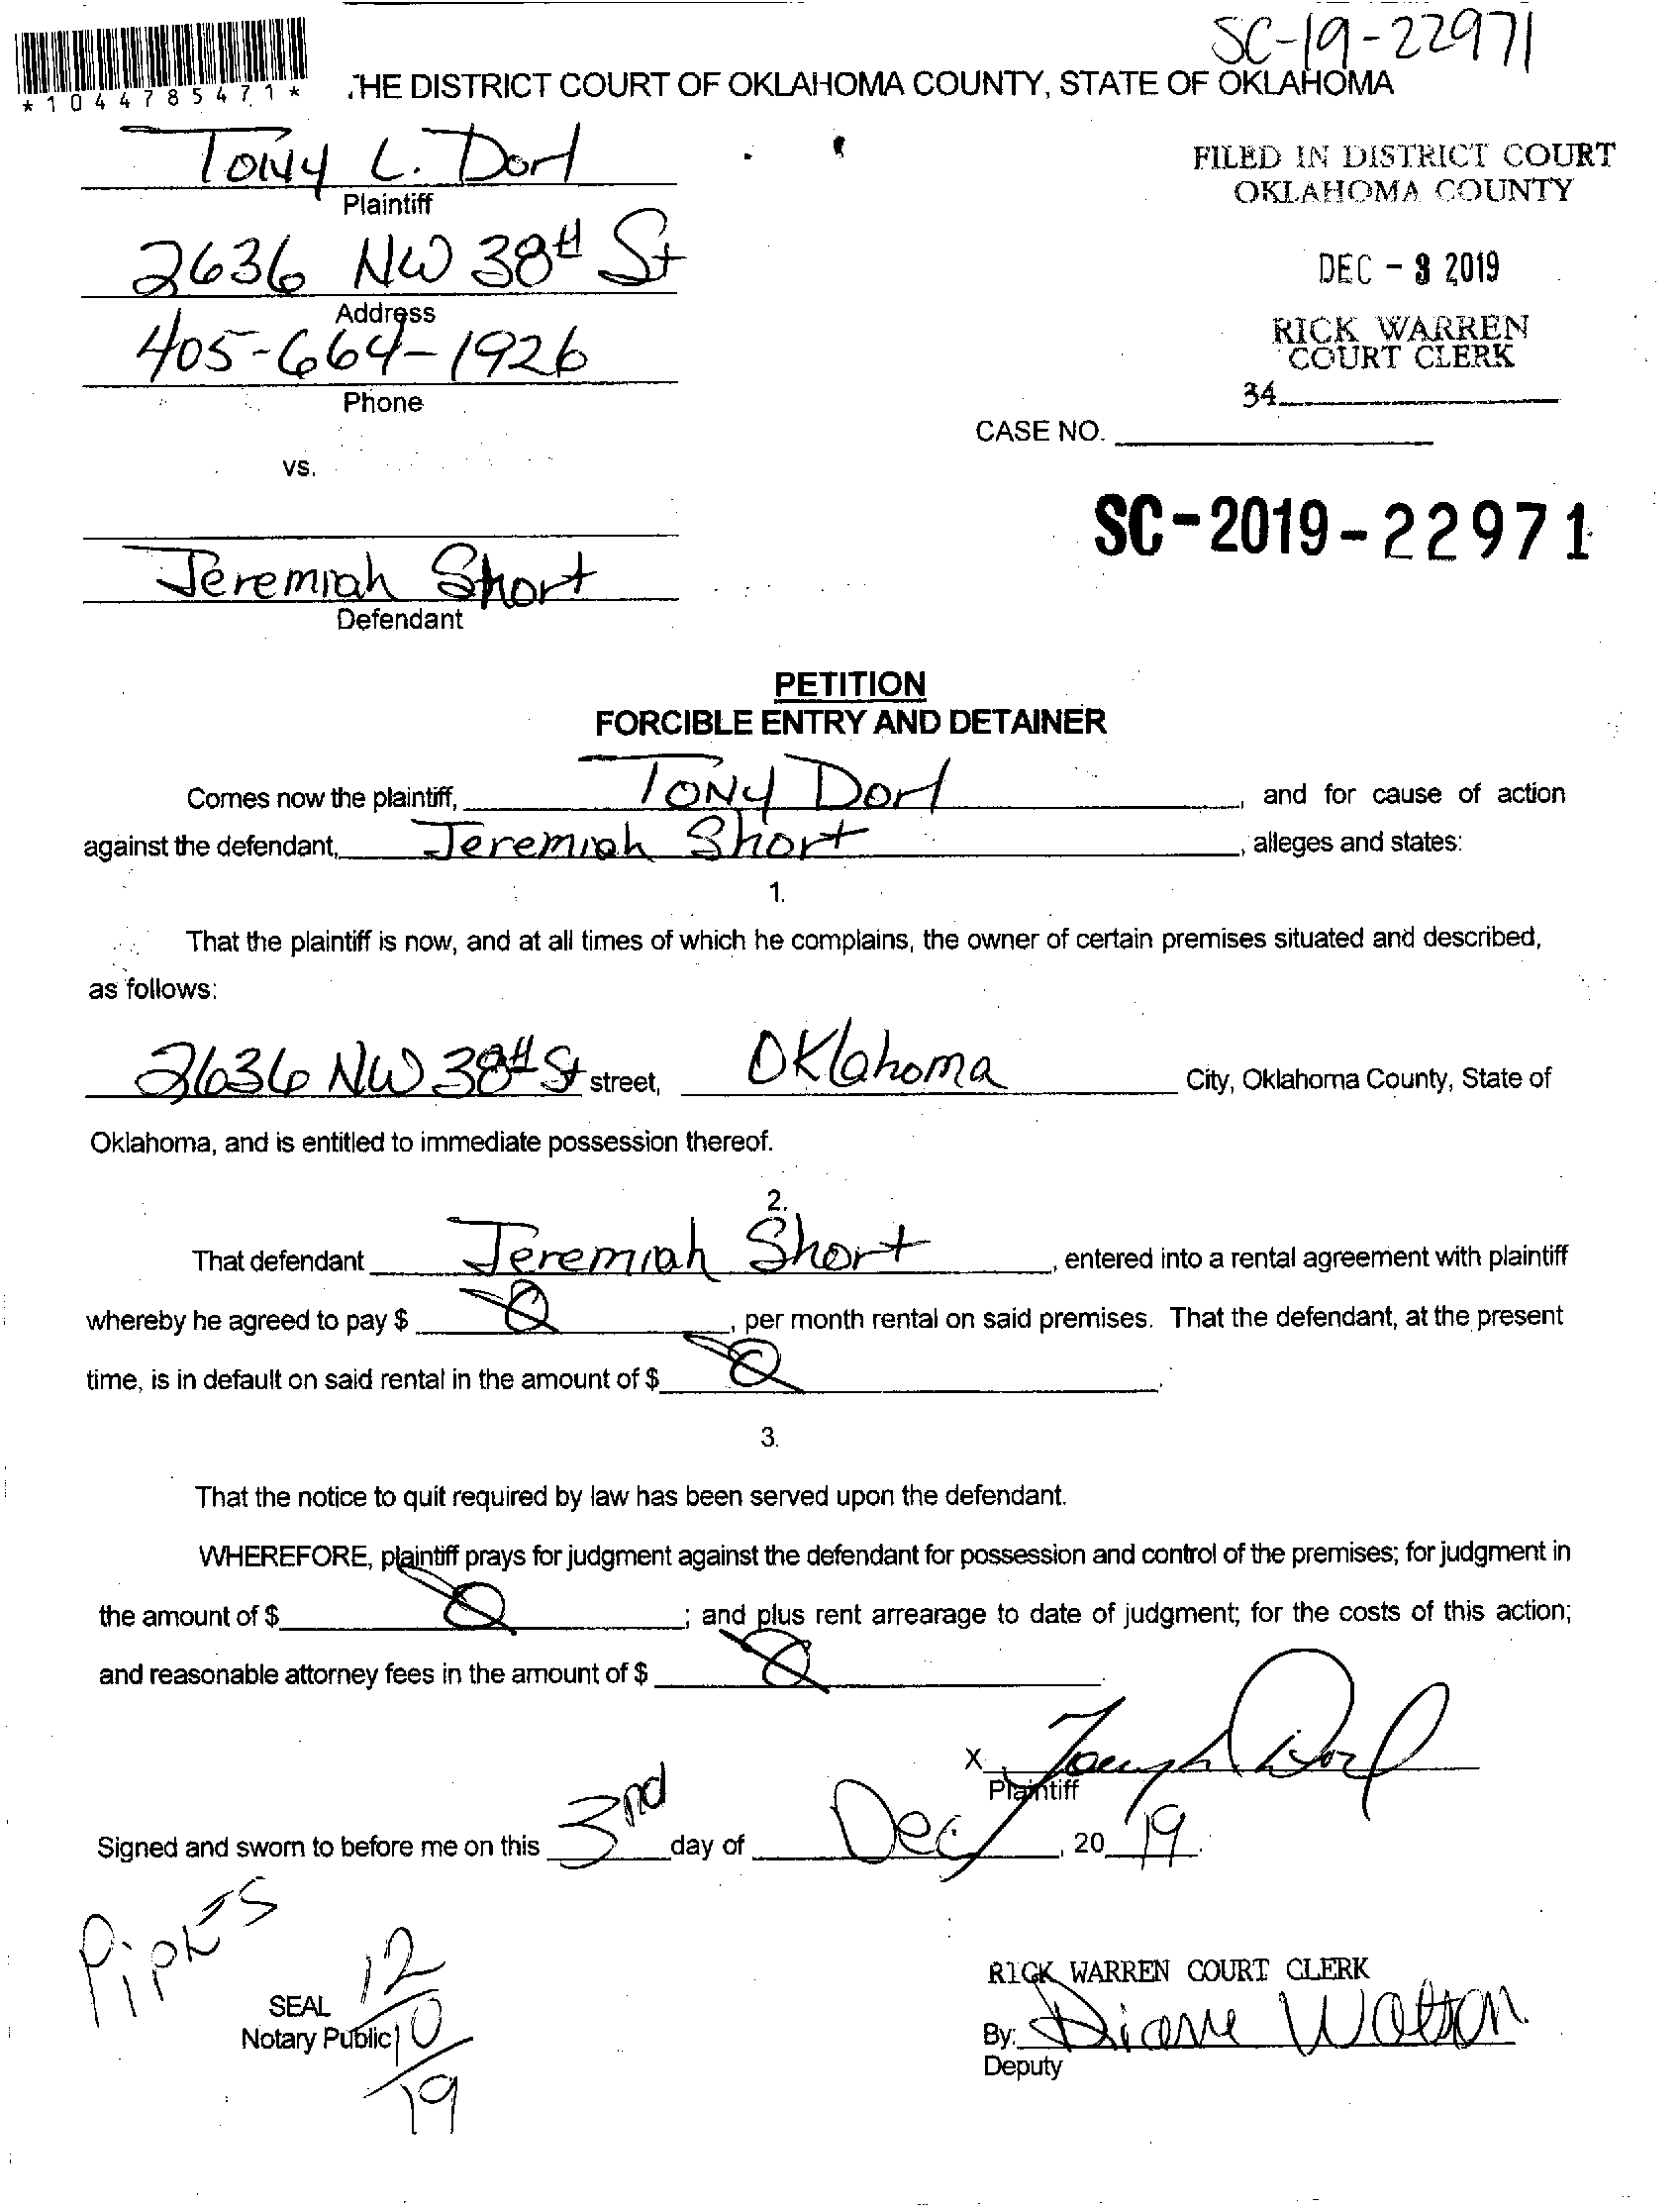 SC-19-22971
*1044785471*
THE DISTRICT COURT OF OKLAHOMA COUNTY, STATE OF OKLAHOMA
Tony L. Dorl
Plaintiff
FILED IN DISTRICT COURT
OKLAHOMA COUNTY
2636 NW 38th St
Address
DEC - 3 2019
405-664-1926
Phone
RICK WARREN
COURT CLERK
34
CASE NO.
vs.
SC-2019-22971
Jeremiah Short
Defendant
PETITION
FORCIBLE ENTRY AND DETAINER
Comes now the plaintiff, Tony Dorl, and for cause of action
against the defendant, Jeremiah Short, alleges and states:
1.
That the plaintiff is now, and at all times of which he complains, the owner of certain premises situated and described,
as follows:
2636 NW 38th St street, Oklahoma City, Oklahoma County, State of
Oklahoma, and is entitled to immediate possession thereof.
2.
That defendant Jeremiah Short, entered into a rental agreement with plaintiff
whereby he agreed to pay $ 0, per month rental on said premises. That the defendant, at the present
time, is in default on said rental in the amount of $ 0.
3.
That the notice to quit required by law has been served upon the defendant.
WHEREFORE, plaintiff prays for judgment against the defendant for possession and control of the premises; for judgment in
the amount of $ 0; and plus rent arrearage to date of judgment; for the costs of this action;
and reasonable attorney fees in the amount of $ 0.
X
Plaintiff
Signed and sworn to before me on this 3rd day of Dec, 2019.
SEAL
Notary Public
12/10/19
RICK WARREN COURT CLERK
By: Diane Watson
Deputy